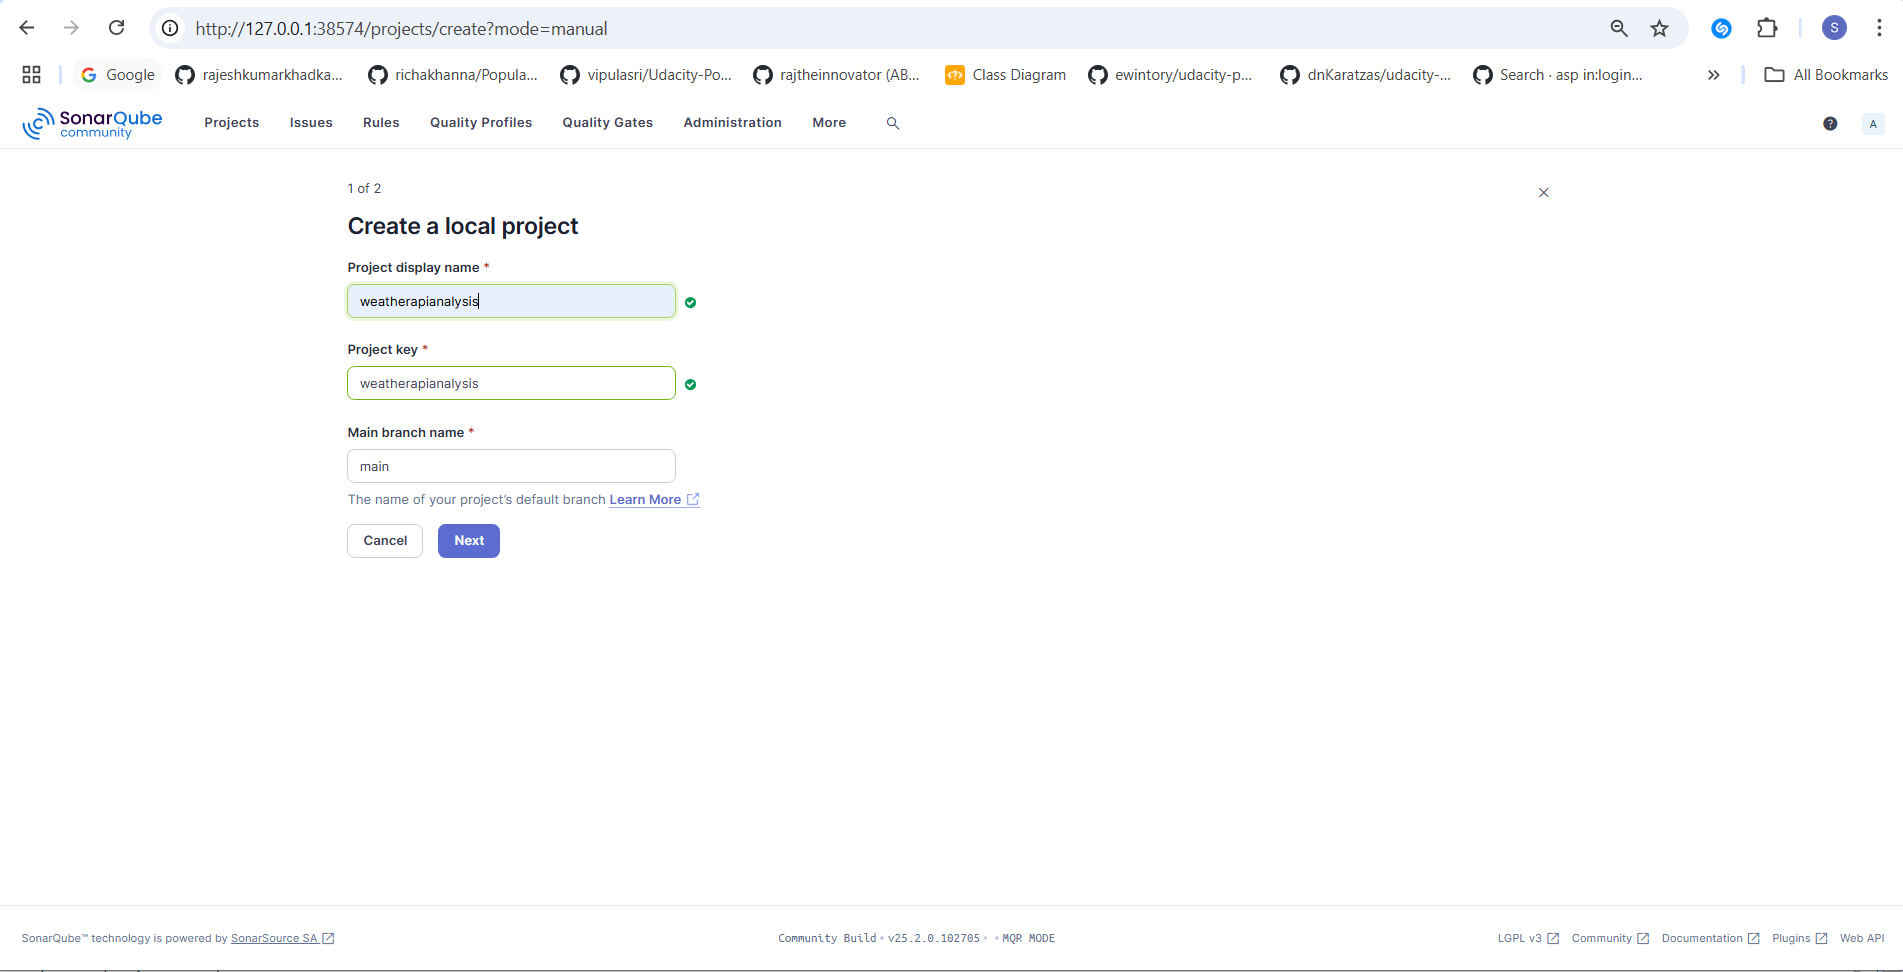 http://127.0.0.1:38574/projects/create?mode=manual
S
Google rajeshkumarkhadka... richakhanna/Popula... vipulasri/Udacity-Po... rajtheinnovator (AB... Class Diagram ewintory/udacity-p... dnKaratzas/udacity-... Search · asp in:login... » All Bookmarks
SonarQube
community
Projects Issues Rules Quality Profiles Quality Gates Administration More ? A
1 of 2
Create a local project
Project display name *
weatherapianalysis
Project key *
weatherapianalysis
Main branch name *
main
The name of your project's default branch Learn More
Cancel Next
SonarQube™ technology is powered by SonarSource SA Community Build • v25.2.0.102705 • • MQR MODE LGPL v3 Community Documentation Plugins Web API